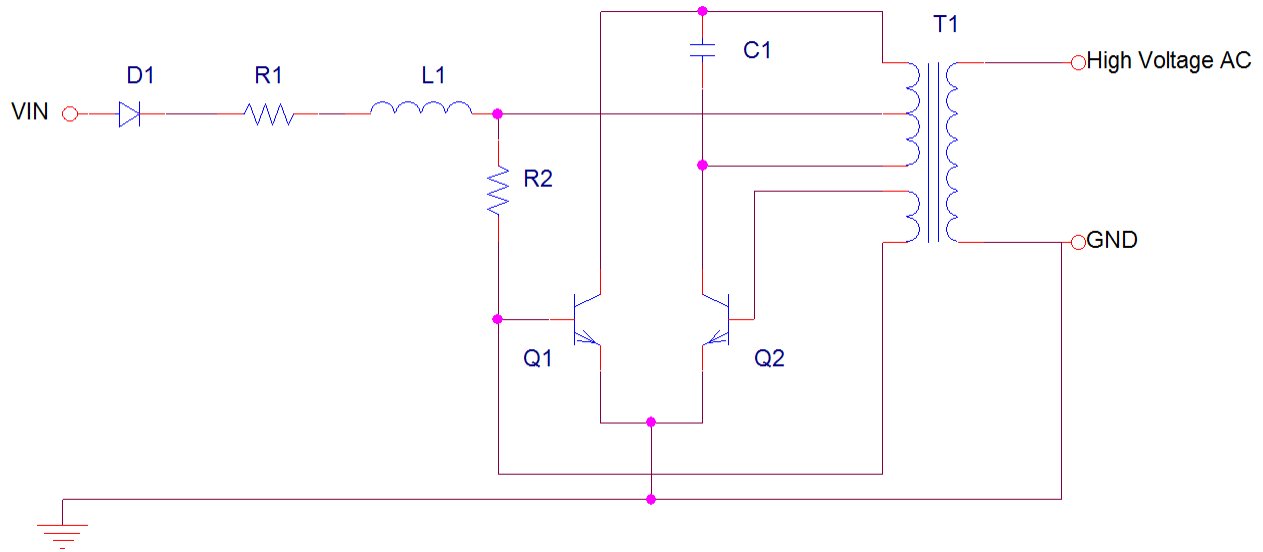 T1
C1
High Voltage AC
D1
R1
L1
VIN
R2
GND
Q1
Q2